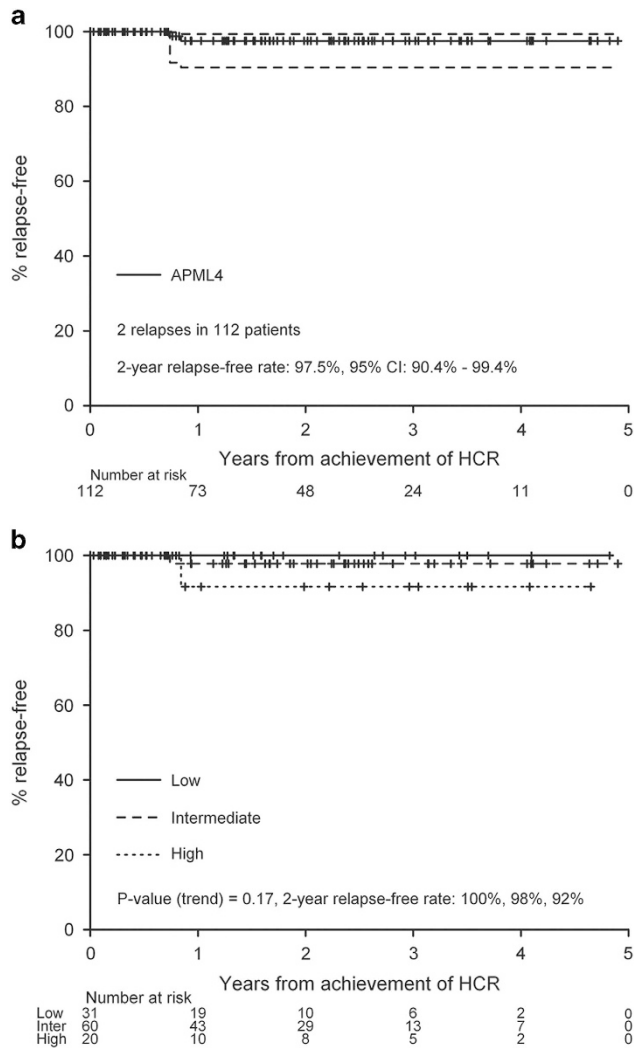 a
100
80
60
40
20
0
% relapse-free
APML4
2 relapses in 112 patients
2-year relapse-free rate: 97.5%, 95% CI: 90.4% - 99.4%
0 1 2 3 4 5
Years from achievement of HCR
Number at risk
112 73 48 24 11 0
b
100
80
60
40
20
0
% relapse-free
Low
Intermediate
High
P-value (trend) = 0.17, 2-year relapse-free rate: 100%, 98%, 92%
0 1 2 3 4 5
Years from achievement of HCR
Number at risk
Low 31 19 10 6 2 0
Inter 60 43 29 13 7 0
High 20 10 8 5 2 0